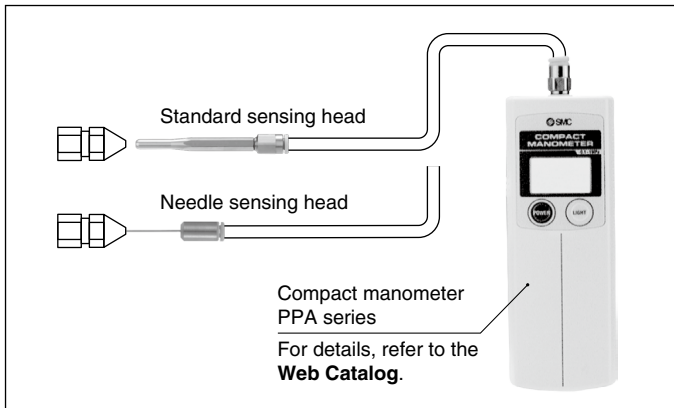 Standard sensing head
Needle sensing head
SMC
COMPACT
MANOMETER
POWER
LIGHT
Compact manometer
PPA series
For details, refer to the
Web Catalog.